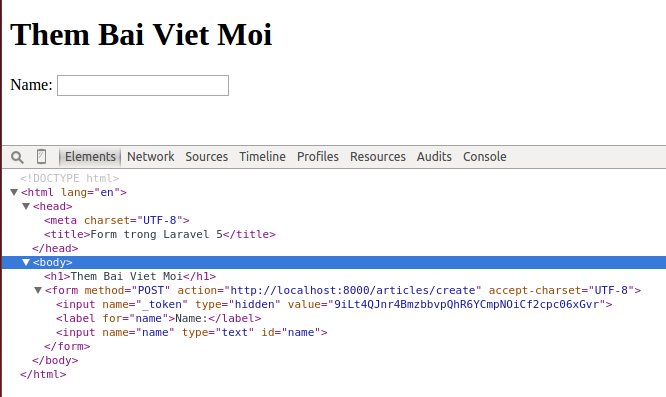 Them Bai Viet Moi
Name:
Elements Network Sources Timeline Profiles Resources Audits Console
<!DOCTYPE html>
<html lang="en">
<head>
<meta charset="UTF-8">
<title>Form trong Laravel 5</title>
</head>
<body>
<h1>Them Bai Viet Moi</h1>
<form method="POST" action="http://localhost:8000/articles/create" accept-charset="UTF-8">
<input name="_token" type="hidden" value="9iLt4QJnr4BmzbbvpQhR6YCmpNOiCf2cpc06xGvr">
<label for="name">Name:</label>
<input name="name" type="text" id="name">
</form>
</body>
</html>